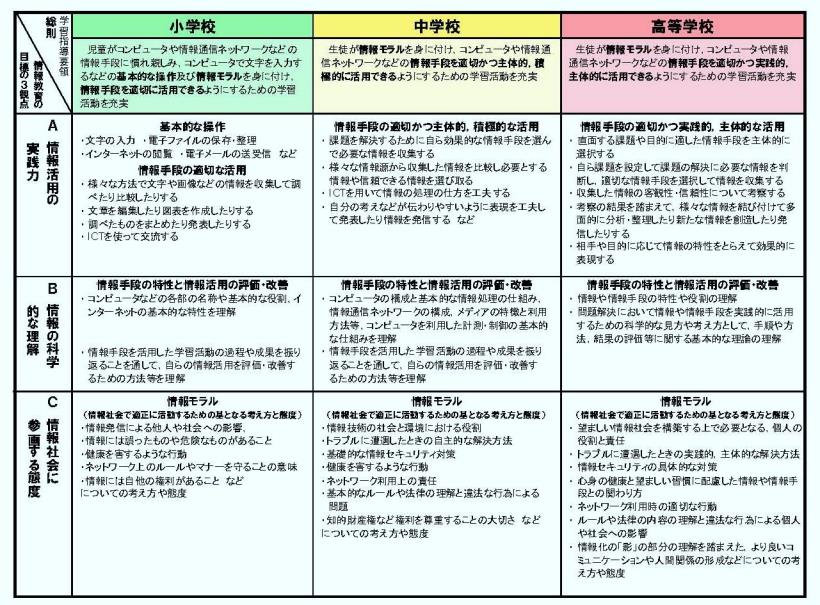 学習指導要領
総則
情報教育の
目標の3観点
小学校
中学校
高等学校
児童がコンピュータや情報通信ネットワークなどの
情報手段に慣れ親しみ、コンピュータで文字を入力す
るなどの基本的な操作及び情報モラルを身に付け、
情報手段を適切に活用できるようにするための学習
活動を充実
生徒が情報モラルを身に付け、コンピュータや情報通
信ネットワークなどの情報手段を適切かつ主体的、積
極的に活用できるようにするための学習活動を充実
生徒が情報モラルを身に付け、コンピュータや情報
通信ネットワークなどの情報手段を適切かつ実践的、
主体的に活用できるようにするための学習活動を充実
A 情報活用の
実践力
基本的な操作
・文字の入力 ・電子ファイルの保存・整理
・インターネットの閲覧 ・電子メールの送受信 など
情報手段の適切な活用
・様々な方法で文字や画像などの情報を収集して調
べたり比較したりする
・文章を編集したり図表を作成したりする
・調べたものをまとめたり発表したりする
・ICTを使って交流する
情報手段の適切かつ主体的、積極的な活用
・課題を解決するために自ら効果的な情報手段を選ん
で必要な情報を収集する
・様々な情報源から収集した情報を比較し必要とする
情報や信頼できる情報を選び取る
・ICTを用いて情報の処理の仕方を工夫する
・自分の考えなどが伝わりやすいように表現を工夫し
て発表したり情報を発信する など
情報手段の適切かつ実践的、主体的な活用
・直面する課題や目的に適した情報手段を主体的に
選択する
・自ら課題を設定して課題の解決に必要な情報を判
断し、適切な情報手段を選択して情報を収集する
・収集した情報の客観性・信頼性について考察する
・考察の結果を踏まえて、様々な情報を結び付けて多
面的に分析・整理したり新たな情報を創造したり発
信したりする
・相手や目的に応じて情報の特性をとらえて効果的に
表現する
B 情報の科学
的な理解
情報手段の特性と情報活用の評価・改善
・コンピュータなどの各部の名称や基本的な役割、イ
ンターネットの基本的な特性を理解
・情報手段を活用した学習活動の過程や成果を振り
返ることを通して、自らの情報活用を評価・改善す
るための方法等を理解
情報手段の特性と情報活用の評価・改善
・コンピュータの構成と基本的な情報処理の仕組み、
情報通信ネットワークの構成、メディアの特徴と利用
方法等、コンピュータを利用した計測・制御の基本的
な仕組みを理解
・情報手段を活用した学習活動の過程や成果を振り
返ることを通して、自らの情報活用を評価・改善す
るための方法等を理解
情報手段の特性と情報活用の評価・改善
・情報や情報手段の特性や役割の理解
・問題解決において情報や情報手段を実践的に活用
するための科学的な見方や考え方として、手順や方
法、結果の評価等に関する基本的な理論の理解
C 情報社会に
参画する態度
情報モラル
(情報社会で適正に活動するための基となる考え方と態度)
・情報発信による他人や社会への影響、
・情報には誤ったものや危険なものがあること
・健康を害するような行動
・ネットワーク上のルールやマナーを守ることの意味
・情報には自他の権利があること など
についての考え方や態度
情報モラル
(情報社会で適正に活動するための基となる考え方と態度)
・情報技術の社会と環境における役割
・トラブルに遭遇したときの自主的な解決方法
・基礎的な情報セキュリティ対策
・健康を害するような行動
・ネットワーク利用上の責任
・基本的なルールや法律の理解と違法な行為による
問題
・知的財産権など権利を尊重することの大切さ など
についての考え方や態度
情報モラル
(情報社会で適正に活動するための基となる考え方と態度)
・望ましい情報社会を構築する上で必要となる、個人の
役割と責任
・トラブルに遭遇したときの実践的、主体的な解決方法
・情報セキュリティの具体的な対策
・心身の健康と望ましい習慣に配慮した情報や情報手
段との関わり方
・ネットワーク利用時の適切な行動
・ルールや法律の内容の理解と違法な行為による個人
や社会への影響
・情報化の「影」の部分の理解を踏まえた、より良いコ
ミュニケーションや人間関係の形成などについての考
え方や態度